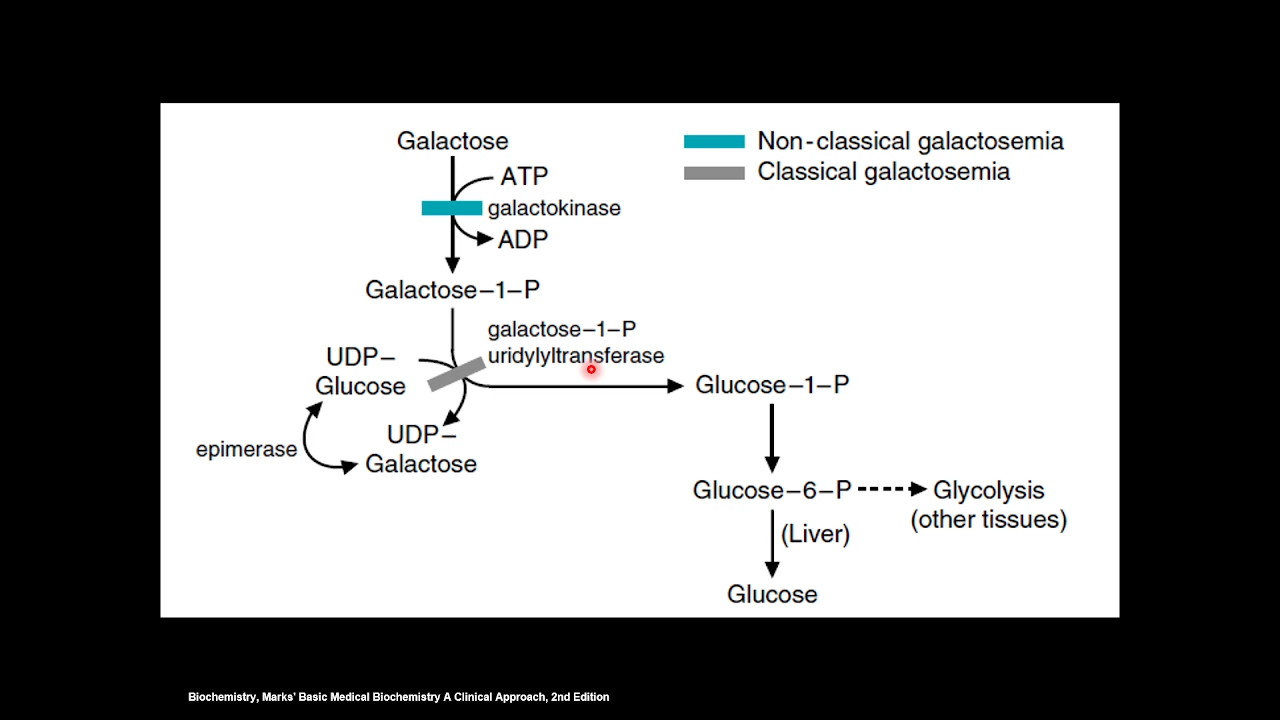 Galactose
Non-classical galactosemia
Classical galactosemia
ATP
galactokinase
ADP
Galactose–1–P
galactose–1–P
uridylyltransferase
UDP–
Glucose
Glucose–1–P
UDP–
Galactose
epimerase
Glucose–6–P
Glycolysis
(other tissues)
(Liver)
Glucose
Biochemistry, Marks' Basic Medical Biochemistry A Clinical Approach, 2nd Edition